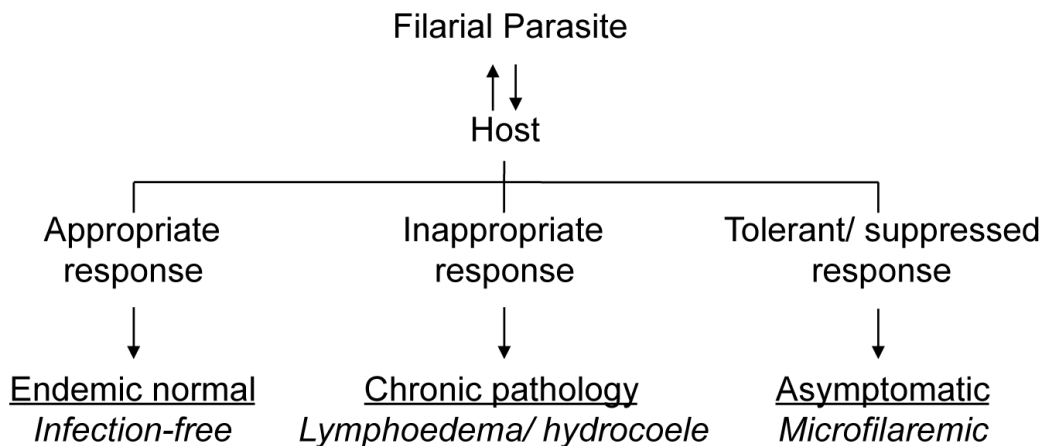 Filarial Parasite
Host
Appropriate
response
Inappropriate
response
Tolerant/ suppressed
response
Endemic normal
Infection-free
Chronic pathology
Lymphoedema/ hydrocoele
Asymptomatic
Microfilaremic